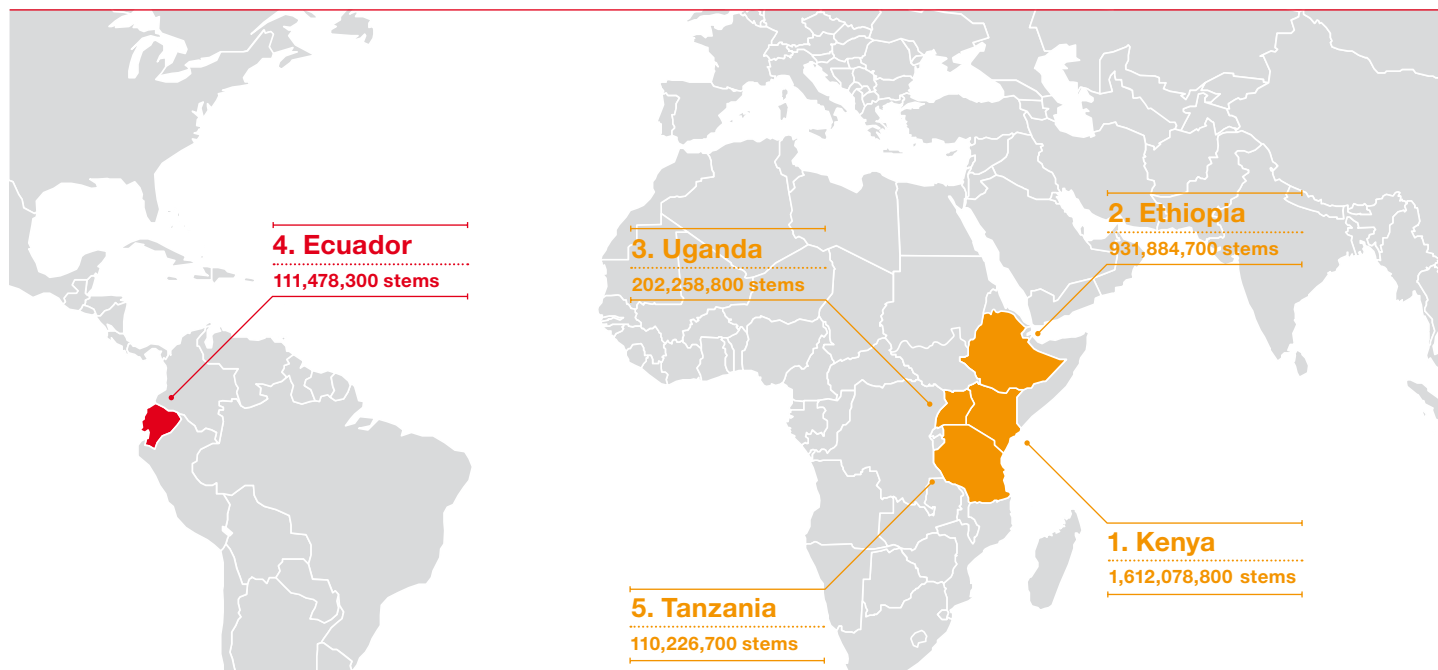 2. Ethiopia
931,884,700 stems
4. Ecuador
111,478,300 stems
3. Uganda
202,258,800 stems
1. Kenya
1,612,078,800 stems
5. Tanzania
110,226,700 stems